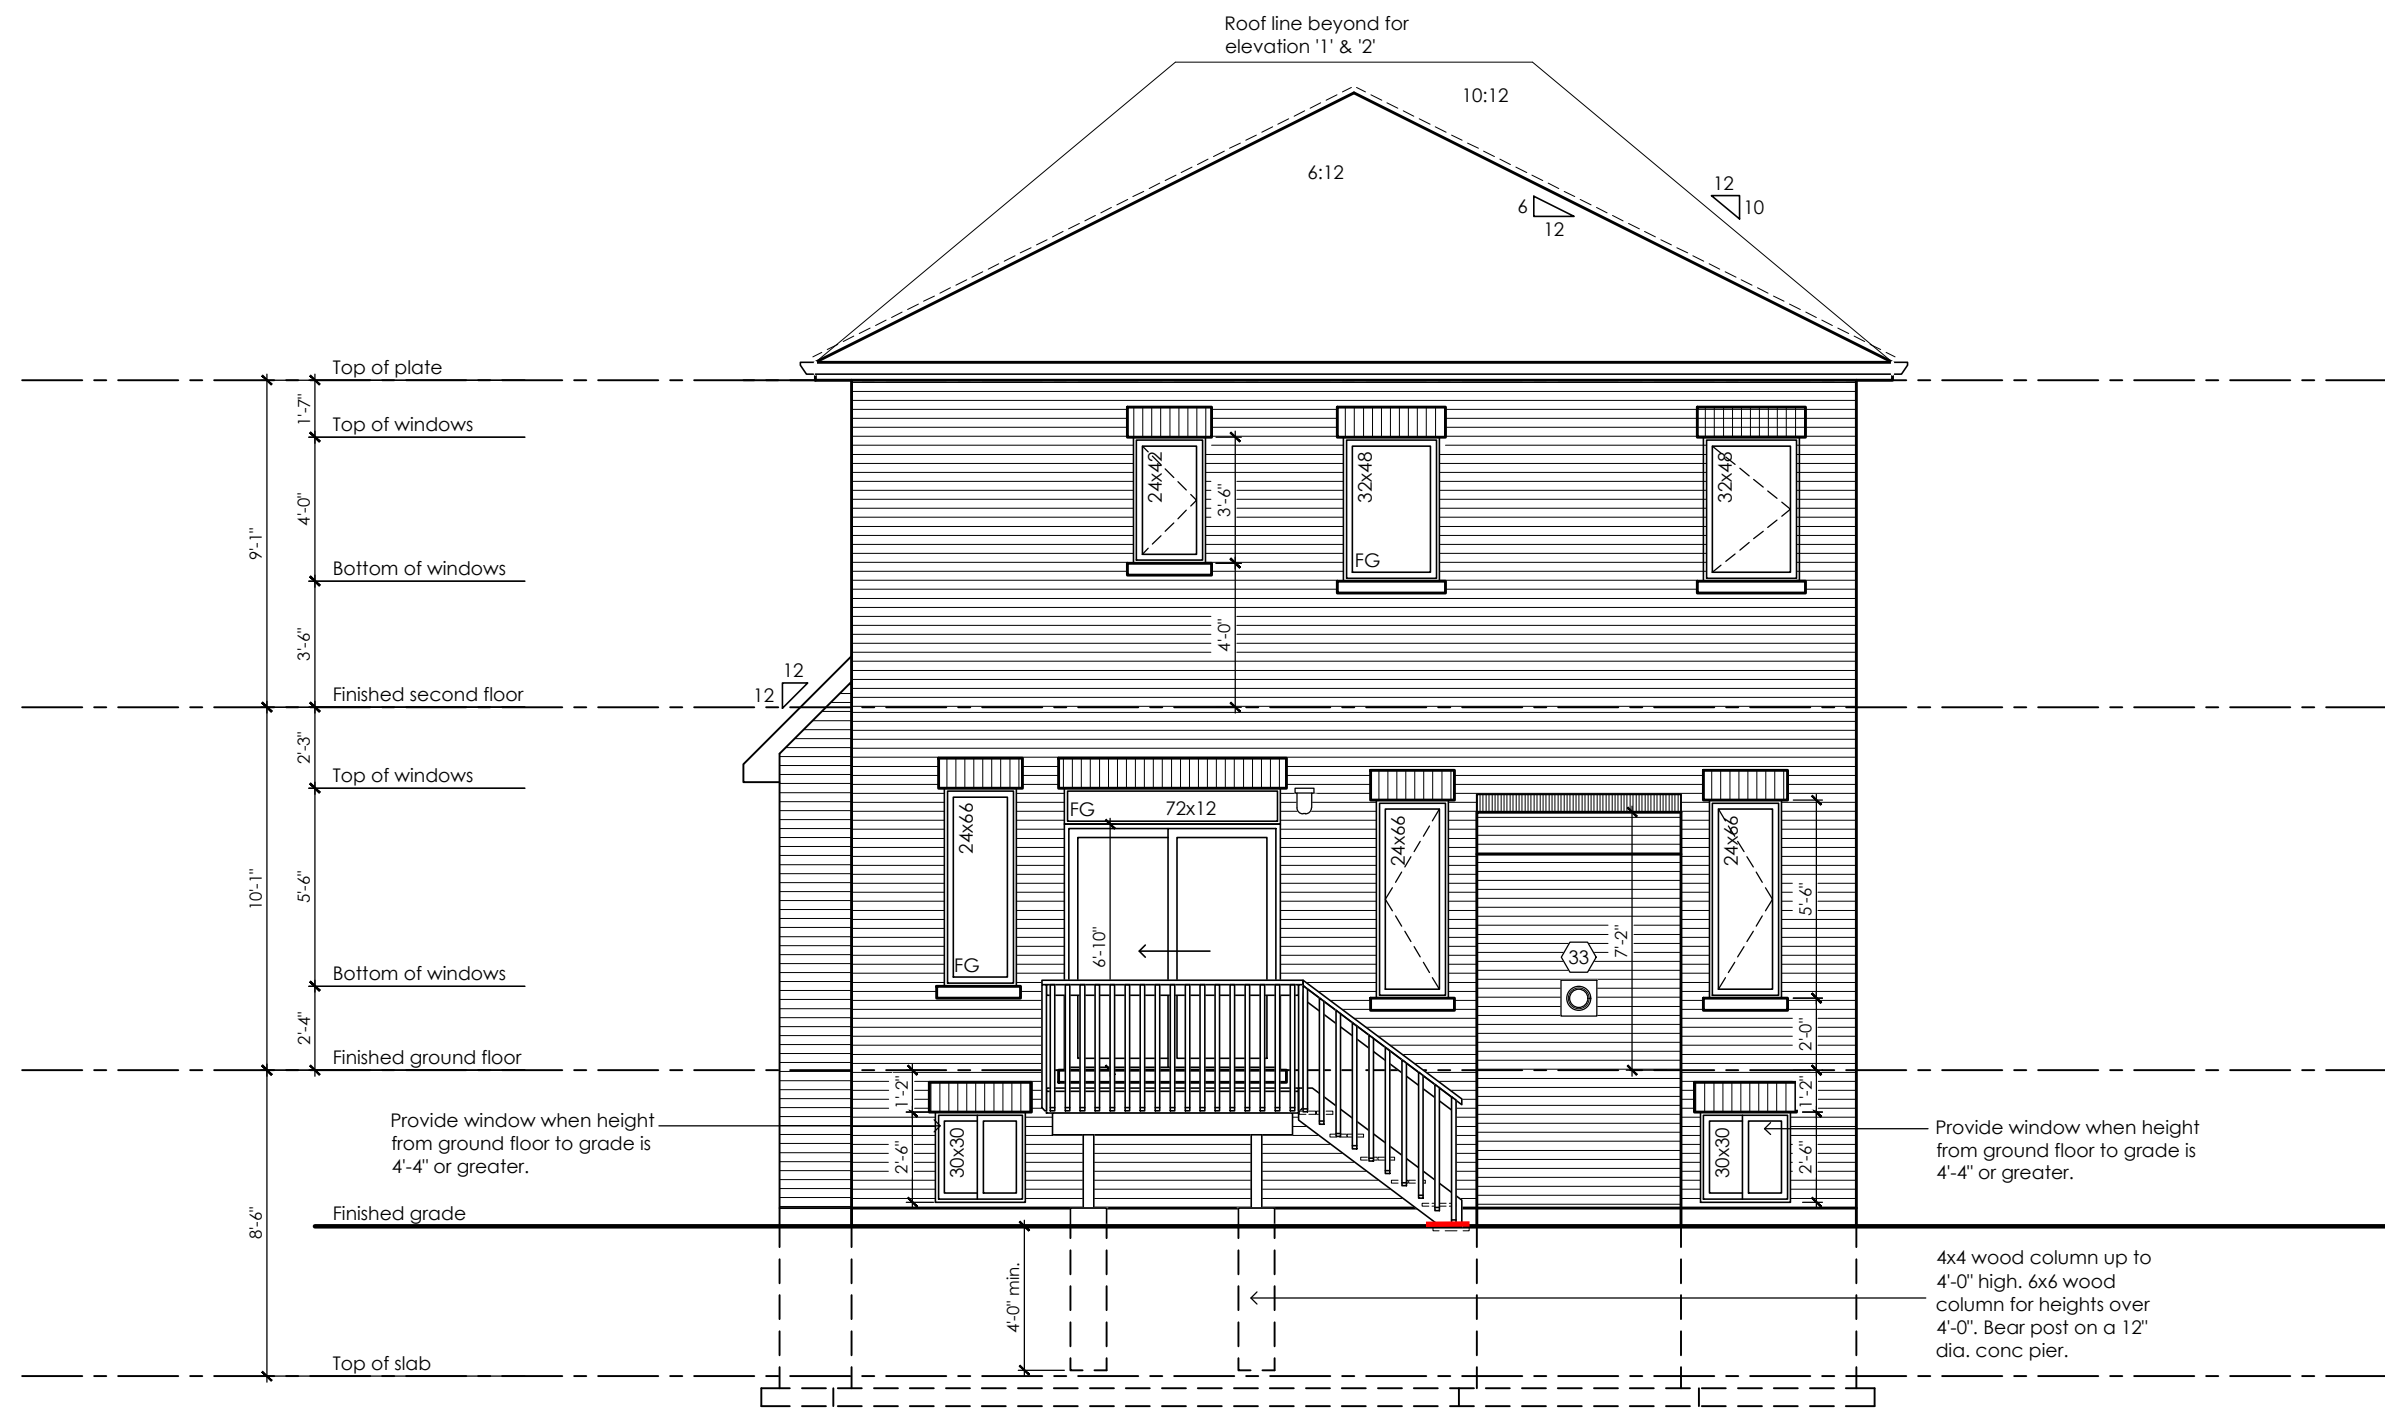 Roof line beyond for
elevation '1' & '2'
10:12
6:12
12
10
6
12
Top of plate
1'-7"
Top of windows
4'-0"
9'-1"
Bottom of windows
3'-6"
Finished second floor
2'-3"
Top of windows
10'-1"
5'-6"
Bottom of windows
2'-4"
Finished ground floor
Finished grade
8'-6"
Top of slab
24x42
3'-6"
4'-0"
32x48
FG
32x48
12
12
24x66
FG
FG
72x12
6'-10"
24x66
33
7'-2"
24x66
5'-6"
2'-0"
1'-2"
2'-6"
30x30
Provide window when height
from ground floor to grade is
4'-4" or greater.
1'-2"
2'-6"
30x30
Provide window when height
from ground floor to grade is
4'-4" or greater.
4'-0" min.
4x4 wood column up to
4'-0" high. 6x6 wood
column for heights over
4'-0". Bear post on a 12"
dia. conc pier.